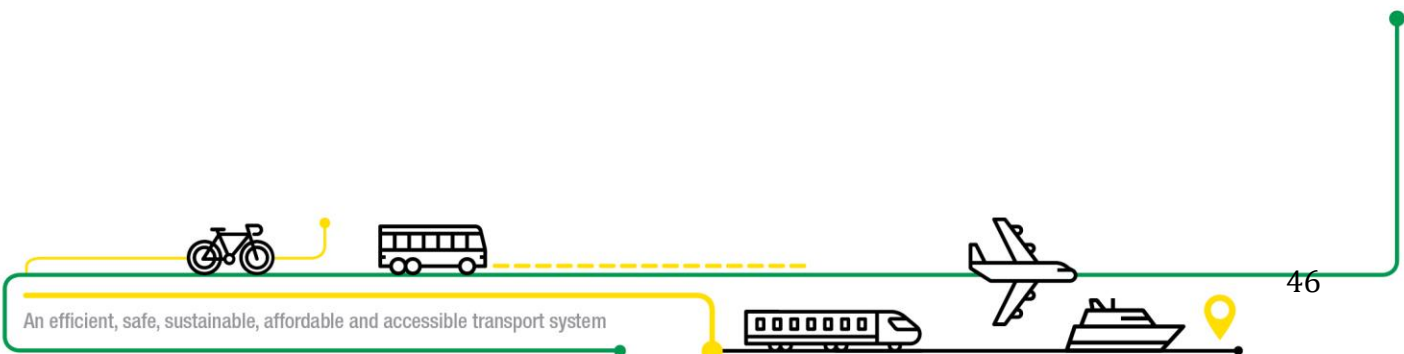 46
An efficient, safe, sustainable, affordable and accessible transport system